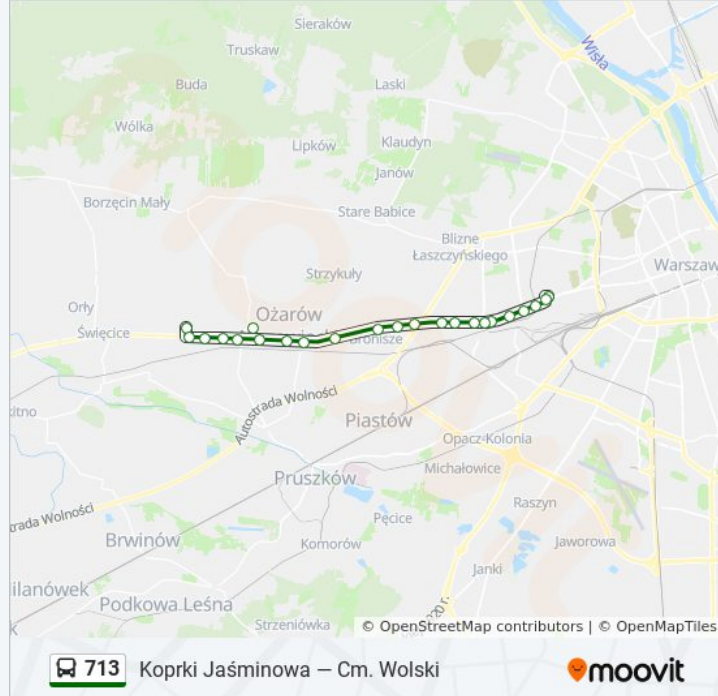 Sieraków
Truskaw
Wisła
Buda
Laski
Wólka
Klaudyn
Lipków
Janów
Borzęcin Mały
Stare Babice
Blizne
Łaszczyńskiego
Warszaw
Strzykuły
Orły
Ożarów
Święcice
Bronisze
Autostrada Wolności
kitno
Piastów
Opacz-Kolonia
Michałowice
Pruszków
Raszyn
strada Wolności
Pęcice
Brwinów
Komorów
Jaworowa
Janki
ilanówek
Podkowa Leśna
k
Strzeniówka
920 r.
© OpenStreetMap contributors | © OpenMapTiles
713 Koprki Jaśminowa — Cm. Wolski
moovit